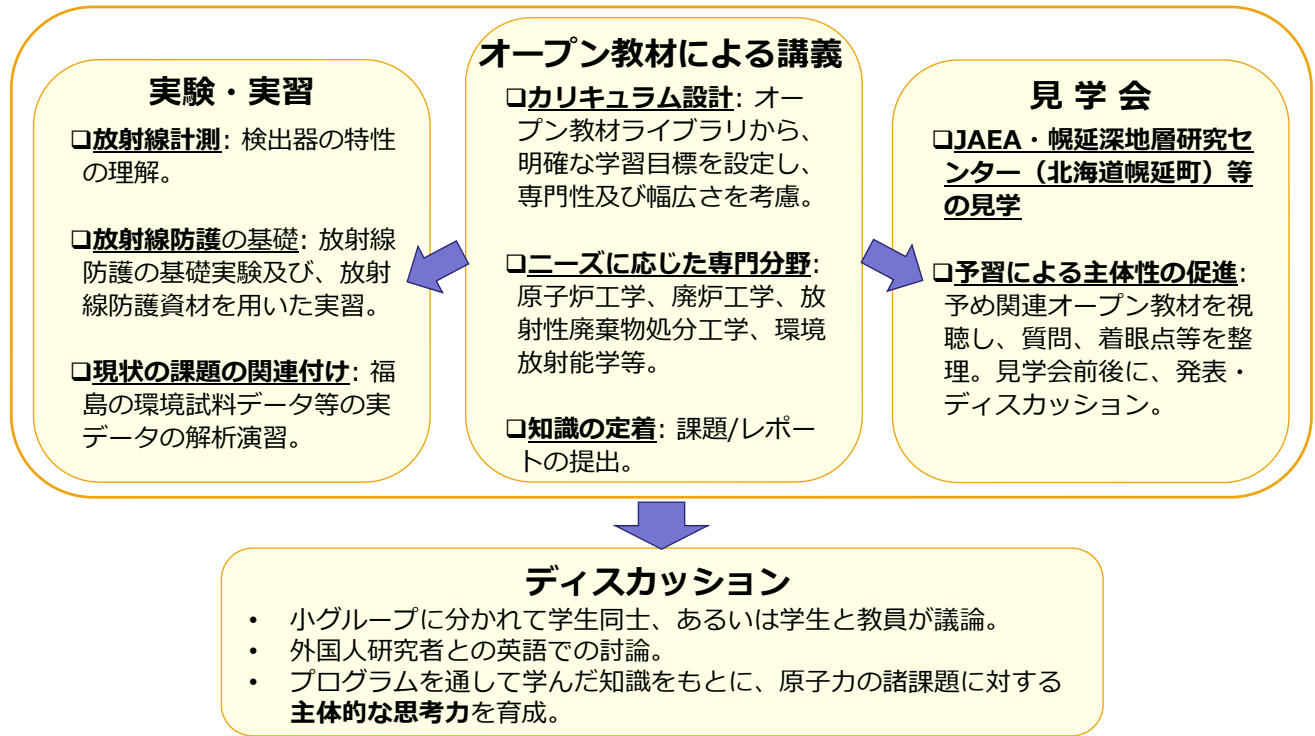 実験・実習
❑放射線計測: 検出器の特性
の理解。
❑放射線防護の基礎: 放射線
防護の基礎実験及び、放射
線防護資材を用いた実習。
❑現状の課題の関連付け: 福
島の環境試料データ等の実
データの解析演習。
オープン教材による講義
❑カリキュラム設計: オー
プン教材ライブラリから、
明確な学習目標を設定し、
専門性及び幅広さを考慮。
❑ニーズに応じた専門分野:
原子炉工学、廃炉工学、放
射性廃棄物処分工学、環境
放射能学等。
❑知識の定着: 課題/レポー
トの提出。
見 学 会
❑JAEA・幌延深地層研究セ
ンター（北海道幌延町）等
の見学
❑予習による主体性の促進:
予め関連オープン教材を視
聴し、質問、着眼点等を整
理。見学会前後に、発表・
ディスカッション。
ディスカッション
• 小グループに分かれて学生同士、あるいは学生と教員が議論。
• 外国人研究者との英語での討論。
• プログラムを通して学んだ知識をもとに、原子力の諸課題に対する
主体的な思考力を育成。